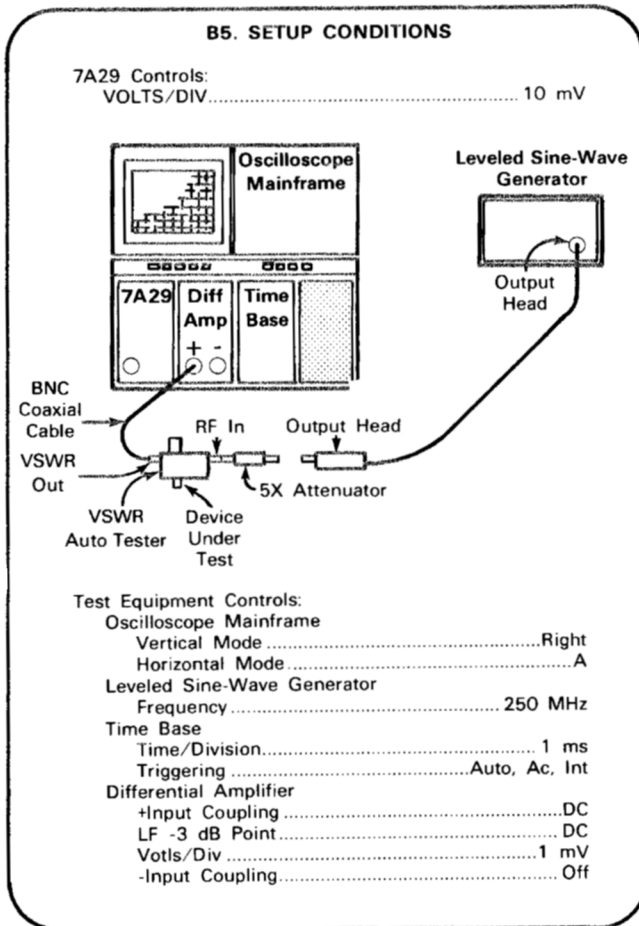 B5. SETUP CONDITIONS
7A29 Controls:
VOLTS/DIV................................................ 10 mV
Oscilloscope
Mainframe
Leveled Sine-Wave
Generator
Output
Head
7A29
Diff
Amp
+ -
Time
Base
BNC
Coaxial
Cable
RF In
Output Head
VSWR
Out
5X Attenuator
VSWR
Auto Tester
Device
Under
Test
Test Equipment Controls:
Oscilloscope Mainframe
Vertical Mode ..........................................Right
Horizontal Mode ............................................A
Leveled Sine-Wave Generator
Frequency ......................................... 250 MHz
Time Base
Time/Division.......................................... 1 ms
Triggering .....................................Auto, Ac, Int
Differential Amplifier
+Input Coupling ..........................................DC
LF -3 dB Point........................................... DC
Votls/Div ................................................1 mV
-Input Coupling.......................................... Off